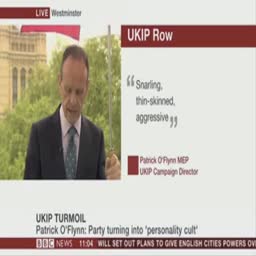 LIVE Westminster
UKIP Row
“Snarling,
thin-skinned,
aggressive”
Patrick O'Flynn MEP
UKIP Campaign Director
UKIP TURMOIL
Patrick O'Flynn: Party turning into 'personality cult'
BBC NEWS 11:04 WILL SET OUT PLANS TO GIVE ENGLISH CITIES POWERS OVE